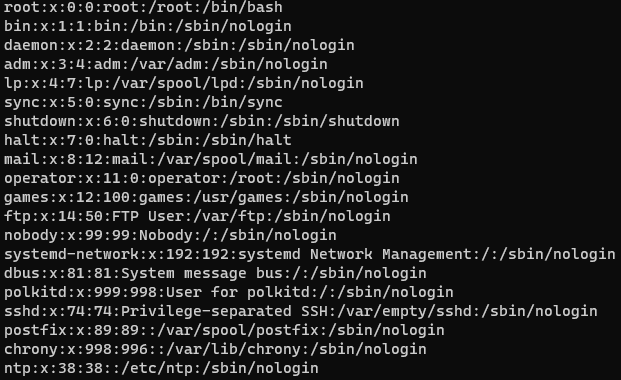 root:x:0:0:root:/root:/bin/bash
bin:x:1:1:bin:/bin:/sbin/nologin
daemon:x:2:2:daemon:/sbin:/sbin/nologin
adm:x:3:4:adm:/var/adm:/sbin/nologin
lp:x:4:7:lp:/var/spool/lpd:/sbin/nologin
sync:x:5:0:sync:/sbin:/bin/sync
shutdown:x:6:0:shutdown:/sbin:/sbin/shutdown
halt:x:7:0:halt:/sbin:/sbin/halt
mail:x:8:12:mail:/var/spool/mail:/sbin/nologin
operator:x:11:0:operator:/root:/sbin/nologin
games:x:12:100:games:/usr/games:/sbin/nologin
ftp:x:14:50:FTP User:/var/ftp:/sbin/nologin
nobody:x:99:99:Nobody:/:/sbin/nologin
systemd-network:x:192:192:systemd Network Management:/:/sbin/nologin
dbus:x:81:81:System message bus:/:/sbin/nologin
polkitd:x:999:998:User for polkitd:/:/sbin/nologin
sshd:x:74:74:Privilege-separated SSH:/var/empty/sshd:/sbin/nologin
postfix:x:89:89::/var/spool/postfix:/sbin/nologin
chrony:x:998:996::/var/lib/chrony:/sbin/nologin
ntp:x:38:38::/etc/ntp:/sbin/nologin